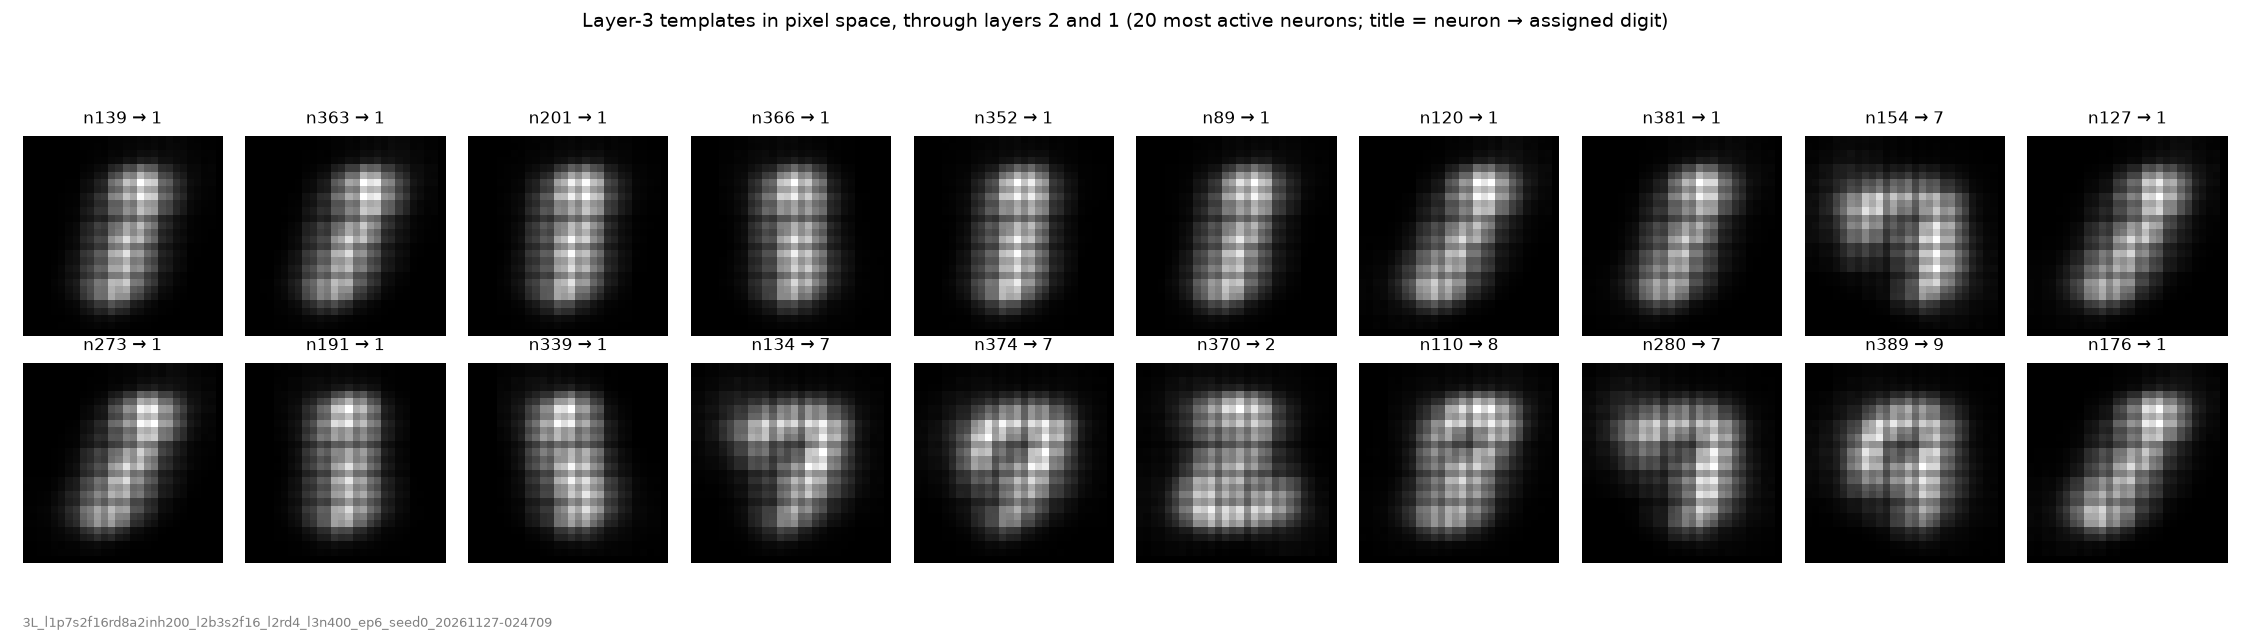 Layer-3 templates in pixel space, through layers 2 and 1 (20 most active neurons; title = neuron → assigned digit)
n139 → 1 n363 → 1 n201 → 1 n366 → 1 n352 → 1 n89 → 1 n120 → 1 n381 → 1 n154 → 7 n127 → 1
n273 → 1 n191 → 1 n339 → 1 n134 → 7 n374 → 7 n370 → 2 n110 → 8 n280 → 7 n389 → 9 n176 → 1
3L_l1p7s2f16rd8a2inh200_l2b3s2f16_l2rd4_l3n400_ep6_seed0_20261127-024709